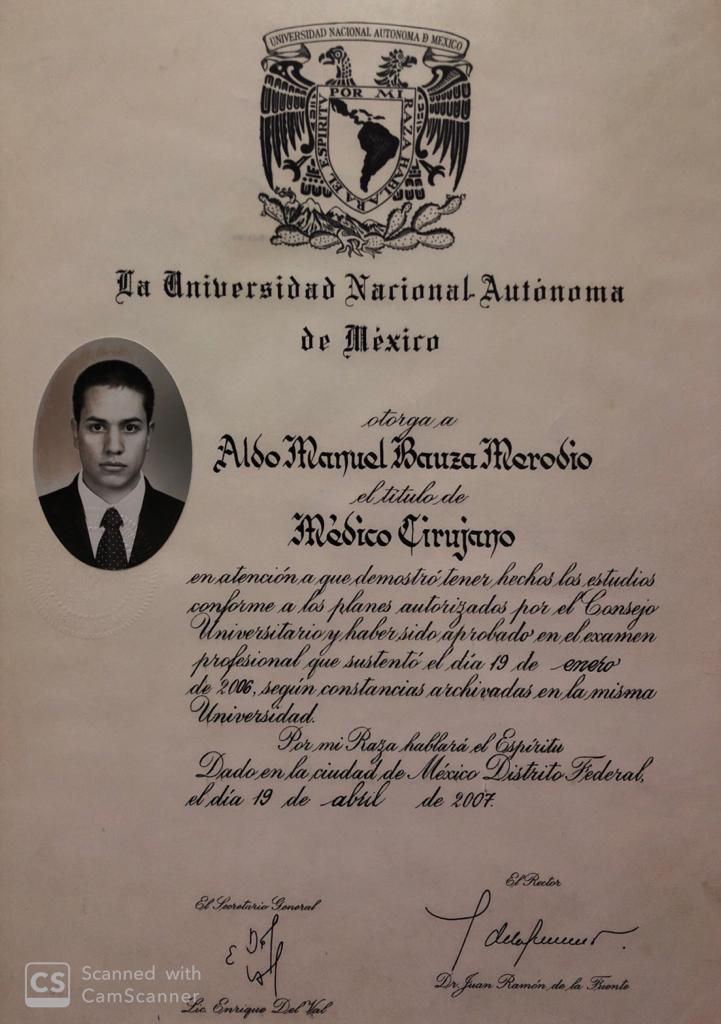 UNIVERSIDAD NACIONAL AUTONOMA D MEXICO
POR MI RAZA HABLARA EL ESPIRITV
La Universidad Nacional Autónoma
de México
otorga a
Aldo Manuel Bauza Merodio
el título de
Médico Cirujano
en atención a que demostró tener hechos los estudios
conforme a los planes autorizados por el Consejo
Universitario y haber sido aprobado en el examen
profesional que sustentó el día 19 de enero
de 2006, según constancias archivadas en la misma
Universidad.
Por mi Raza hablará el Espíritu
Dado en la ciudad de México Distrito Federal,
el día 19 de abril de 2007.
El Secretario General
Lic. Enrique Del Val
El Rector
Dr. Juan Ramón de la Fuente
CS Scanned with
CamScanner